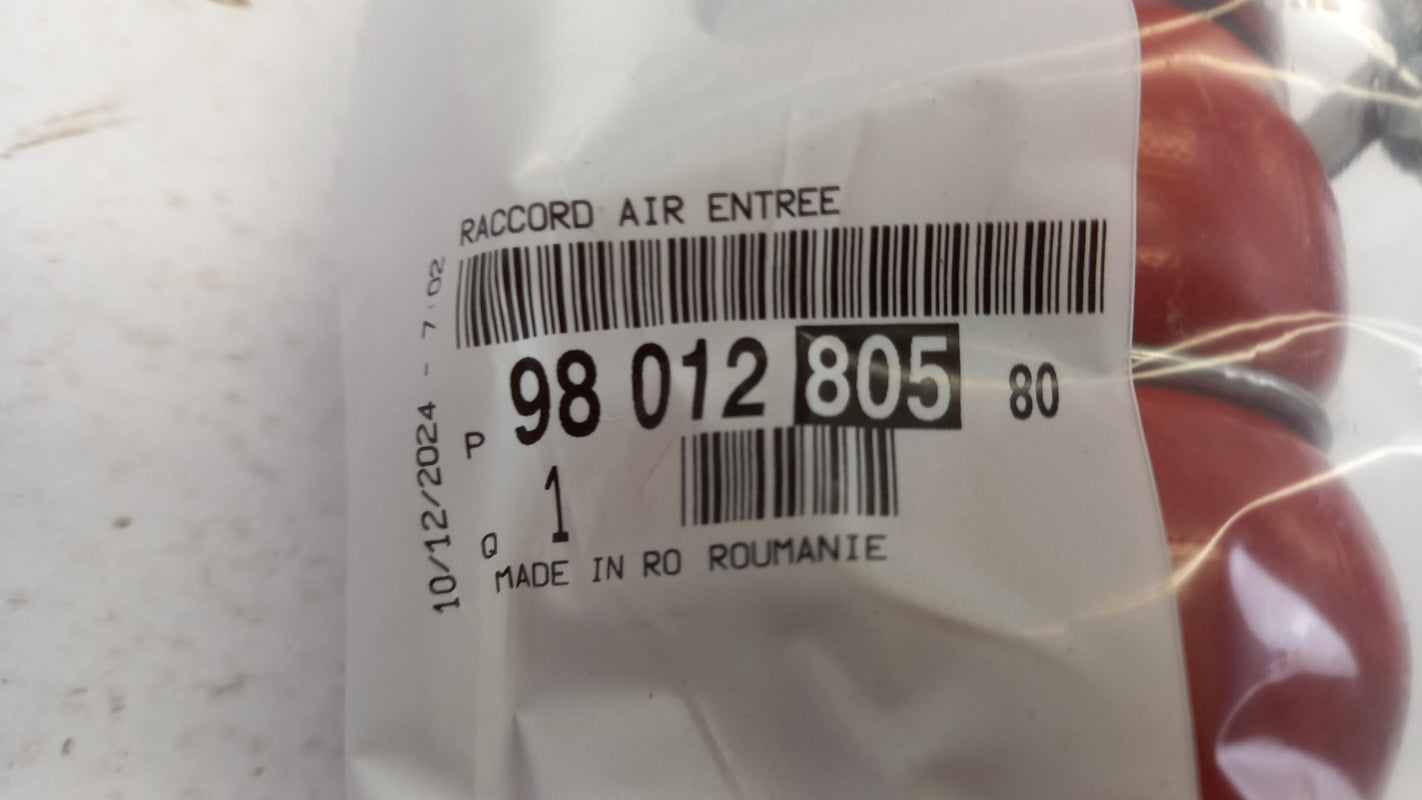 RACCORD AIR ENTREE
P 98 012 805 80
Q 1
MADE IN RO ROUMANIE
10/12/2024 - 7:02